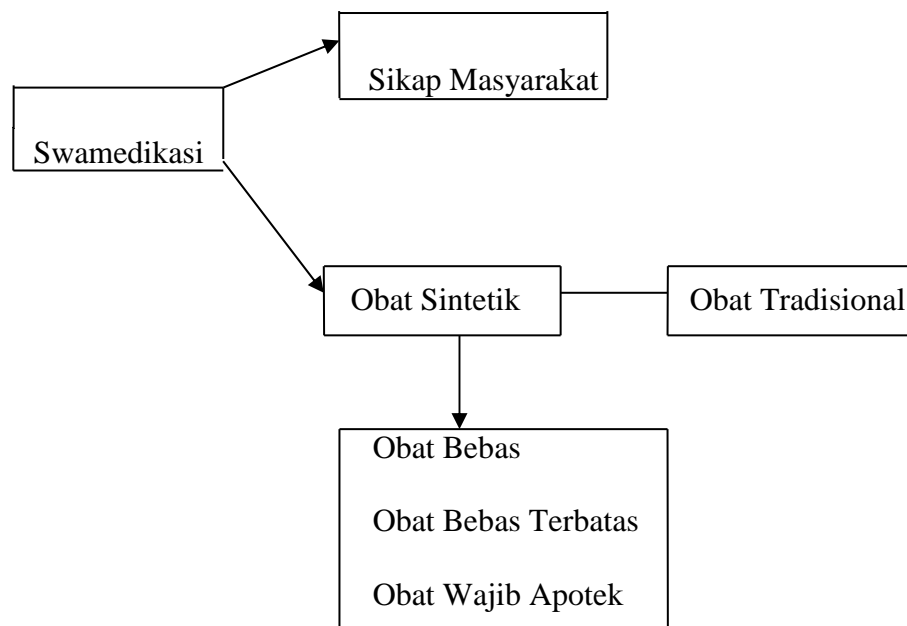 Sikap Masyarakat
Swamedikasi
Obat Sintetik
Obat Tradisional
Obat Bebas
Obat Bebas Terbatas
Obat Wajib Apotek